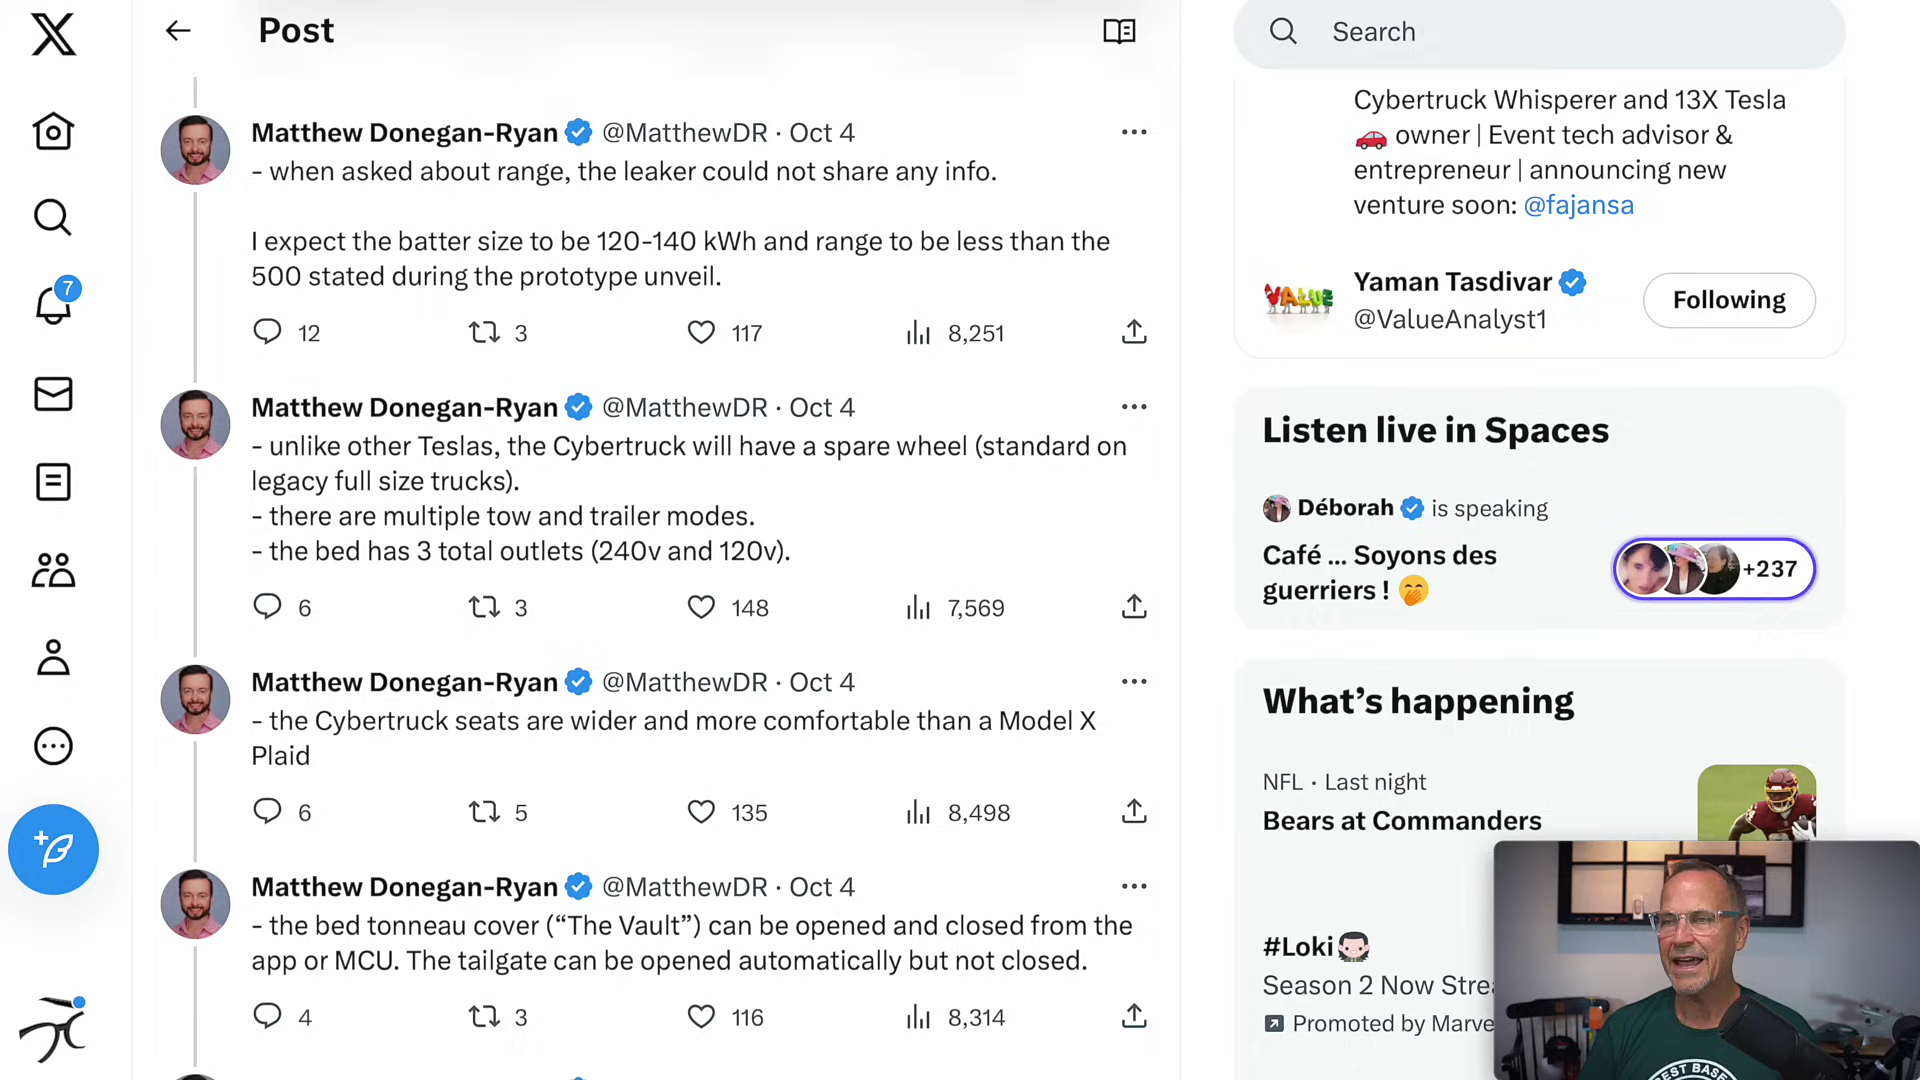 Post
Matthew Donegan-Ryan @MatthewDR · Oct 4
- when asked about range, the leaker could not share any info.
I expect the batter size to be 120-140 kWh and range to be less than the
500 stated during the prototype unveil.
12 3 117 8,251
Matthew Donegan-Ryan @MatthewDR · Oct 4
- unlike other Teslas, the Cybertruck will have a spare wheel (standard on
legacy full size trucks).
- there are multiple tow and trailer modes.
- the bed has 3 total outlets (240v and 120v).
6 3 148 7,569
Matthew Donegan-Ryan @MatthewDR · Oct 4
- the Cybertruck seats are wider and more comfortable than a Model X
Plaid
6 5 135 8,498
Matthew Donegan-Ryan @MatthewDR · Oct 4
- the bed tonneau cover (“The Vault”) can be opened and closed from the
app or MCU. The tailgate can be opened automatically but not closed.
4 3 116 8,314
7
Search
Cybertruck Whisperer and 13X Tesla
🚗 owner | Event tech advisor &
entrepreneur | announcing new
venture soon: @fajansa
VALUE
Yaman Tasdivar
@ValueAnalyst1
Following
Listen live in Spaces
Déborah is speaking
Café ... Soyons des
guerriers ! 🤭
+237
What’s happening
NFL · Last night
Bears at Commanders
#Loki
Season 2 Now Stre
Promoted by Marve
EST BASE